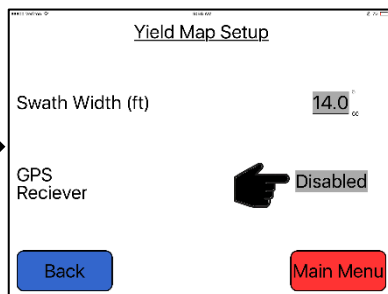 Yield Map Setup
Swath Width (ft)
14.0
GPS
Reciever
Disabled
Back
Main Menu